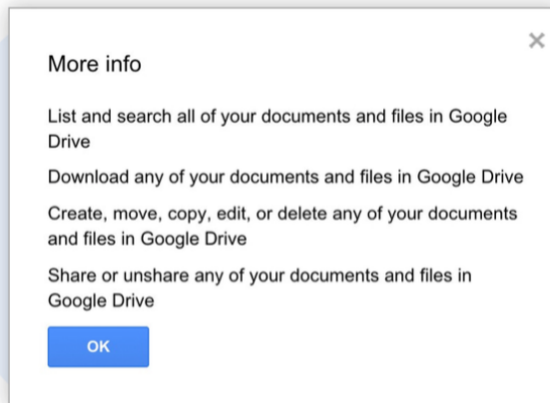 More info
List and search all of your documents and files in Google
Drive
Download any of your documents and files in Google Drive
Create, move, copy, edit, or delete any of your documents
and files in Google Drive
Share or unshare any of your documents and files in
Google Drive
OK